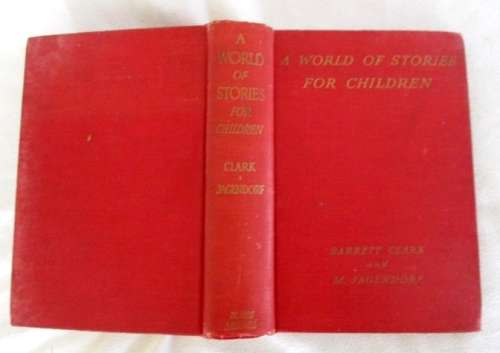 A
WORLD
OF
STORIES
FOR
CHILDREN
CLARK
JAGENDORF
A WORLD OF STORIES
FOR CHILDREN
BARRETT CLARK
and
M. JAGENDORF